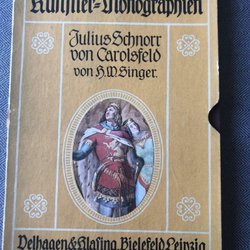 Künstler=Monographien
Julius Schnorr
von Carolsfeld
von H.W. Singer.
Velhagen & Klasing, Bielefeld, Leipzig